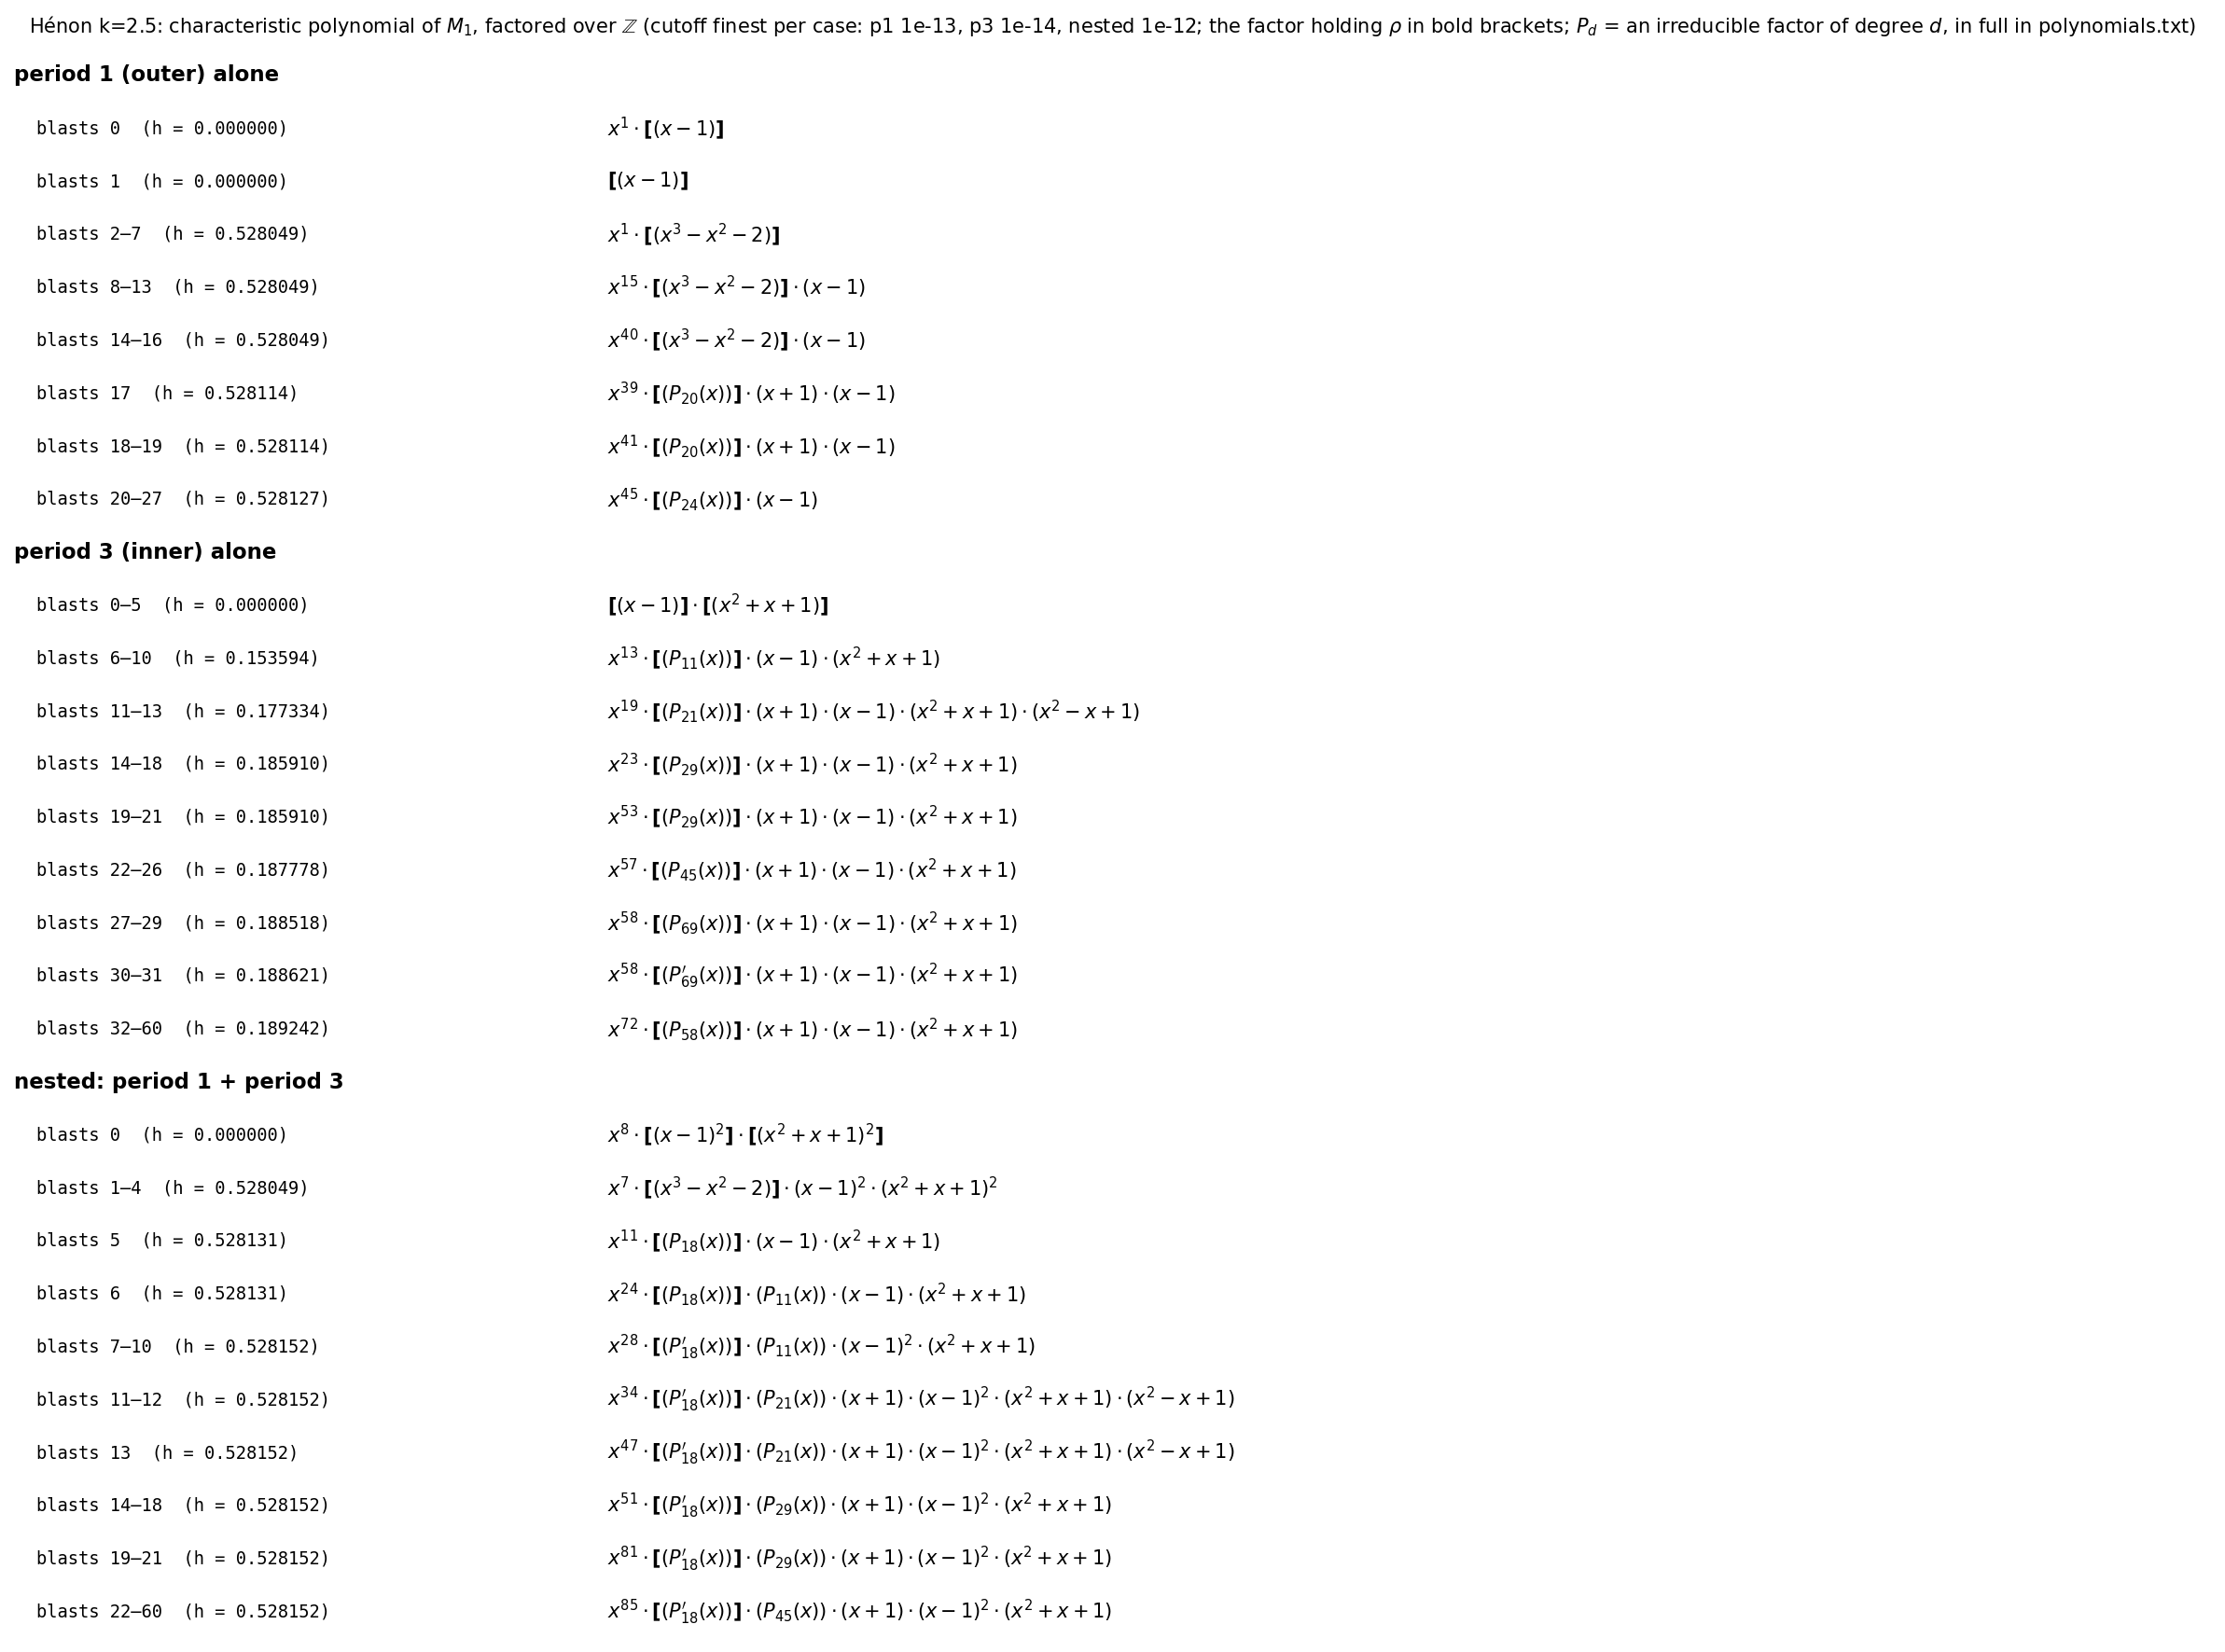 Hénon k=2.5: characteristic polynomial of M₁, factored over ℤ (cutoff finest per case: p1 1e-13, p3 1e-14, nested 1e-12; the factor holding ρ in bold brackets; P_d = an irreducible factor of degree d, in full in polynomials.txt)
period 1 (outer) alone
blasts 0 (h = 0.000000) x¹ · [(x − 1)]
blasts 1 (h = 0.000000) [(x − 1)]
blasts 2–7 (h = 0.528049) x¹ · [(x³ − x² − 2)]
blasts 8–13 (h = 0.528049) x¹⁵ · [(x³ − x² − 2)] · (x − 1)
blasts 14–16 (h = 0.528049) x⁴⁰ · [(x³ − x² − 2)] · (x − 1)
blasts 17 (h = 0.528114) x³⁹ · [(P₂₀(x))] · (x + 1) · (x − 1)
blasts 18–19 (h = 0.528114) x⁴¹ · [(P₂₀(x))] · (x + 1) · (x − 1)
blasts 20–27 (h = 0.528127) x⁴⁵ · [(P₂₄(x))] · (x − 1)
period 3 (inner) alone
blasts 0–5 (h = 0.000000) [(x − 1)] · [(x² + x + 1)]
blasts 6–10 (h = 0.153594) x¹³ · [(P₁₁(x))] · (x − 1) · (x² + x + 1)
blasts 11–13 (h = 0.177334) x¹⁹ · [(P₂₁(x))] · (x + 1) · (x − 1) · (x² + x + 1) · (x² − x + 1)
blasts 14–18 (h = 0.185910) x²³ · [(P₂₉(x))] · (x + 1) · (x − 1) · (x² + x + 1)
blasts 19–21 (h = 0.185910) x⁵³ · [(P₂₉(x))] · (x + 1) · (x − 1) · (x² + x + 1)
blasts 22–26 (h = 0.187778) x⁵⁷ · [(P₄₅(x))] · (x + 1) · (x − 1) · (x² + x + 1)
blasts 27–29 (h = 0.188518) x⁵⁸ · [(P₆₉(x))] · (x + 1) · (x − 1) · (x² + x + 1)
blasts 30–31 (h = 0.188621) x⁵⁸ · [(P′₆₉(x))] · (x + 1) · (x − 1) · (x² + x + 1)
blasts 32–60 (h = 0.189242) x⁷² · [(P₅₈(x))] · (x + 1) · (x − 1) · (x² + x + 1)
nested: period 1 + period 3
blasts 0 (h = 0.000000) x⁸ · [(x − 1)²] · [(x² + x + 1)²]
blasts 1–4 (h = 0.528049) x⁷ · [(x³ − x² − 2)] · (x − 1)² · (x² + x + 1)²
blasts 5 (h = 0.528131) x¹¹ · [(P₁₈(x))] · (x − 1) · (x² + x + 1)
blasts 6 (h = 0.528131) x²⁴ · [(P₁₈(x))] · (P₁₁(x)) · (x − 1) · (x² + x + 1)
blasts 7–10 (h = 0.528152) x²⁸ · [(P′₁₈(x))] · (P₁₁(x)) · (x − 1)² · (x² + x + 1)
blasts 11–12 (h = 0.528152) x³⁴ · [(P′₁₈(x))] · (P₂₁(x)) · (x + 1) · (x − 1)² · (x² + x + 1) · (x² − x + 1)
blasts 13 (h = 0.528152) x⁴⁷ · [(P′₁₈(x))] · (P₂₁(x)) · (x + 1) · (x − 1)² · (x² + x + 1) · (x² − x + 1)
blasts 14–18 (h = 0.528152) x⁵¹ · [(P′₁₈(x))] · (P₂₉(x)) · (x + 1) · (x − 1)² · (x² + x + 1)
blasts 19–21 (h = 0.528152) x⁸¹ · [(P′₁₈(x))] · (P₂₉(x)) · (x + 1) · (x − 1)² · (x² + x + 1)
blasts 22–60 (h = 0.528152) x⁸⁵ · [(P′₁₈(x))] · (P₄₅(x)) · (x + 1) · (x − 1)² · (x² + x + 1)